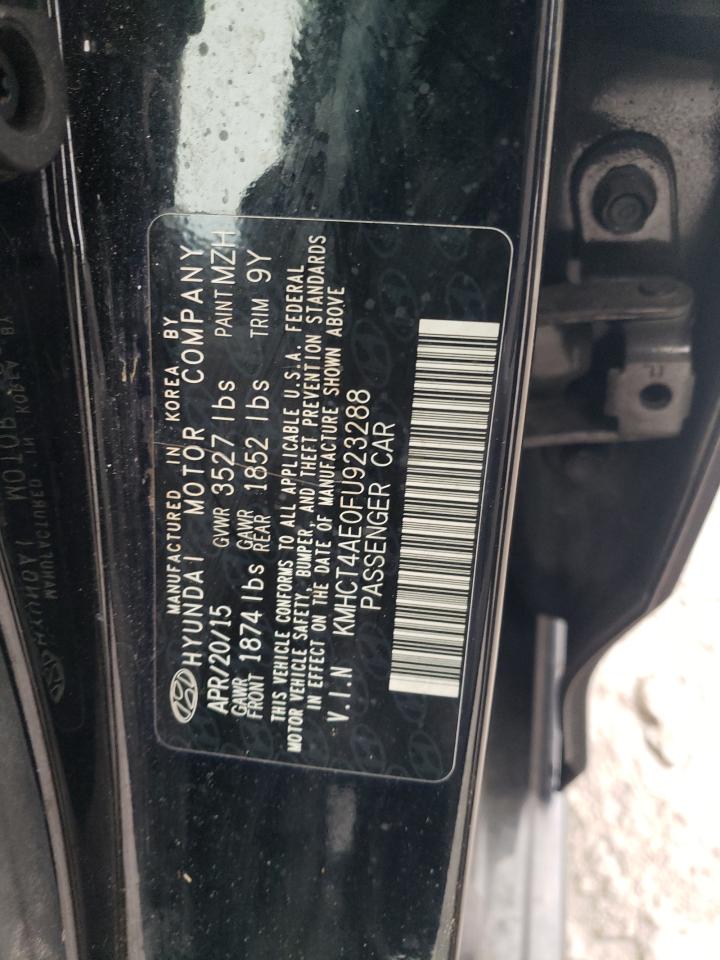 MANUFACTURED IN KOREA BY
HYUNDAI MOTOR COMPANY
APR/20/15 GVWR 3527 lbs PAINT MZH
GAWR FRONT 1874 lbs GAWR REAR 1852 lbs TRIM 9Y
THIS VEHICLE CONFORMS TO ALL APPLICABLE U.S.A. FEDERAL
MOTOR VEHICLE SAFETY, BUMPER, AND THEFT PREVENTION STANDARDS
IN EFFECT ON THE DATE OF MANUFACTURE SHOWN ABOVE
V.I.N KMHCT4AE0FU923288
PASSENGER CAR